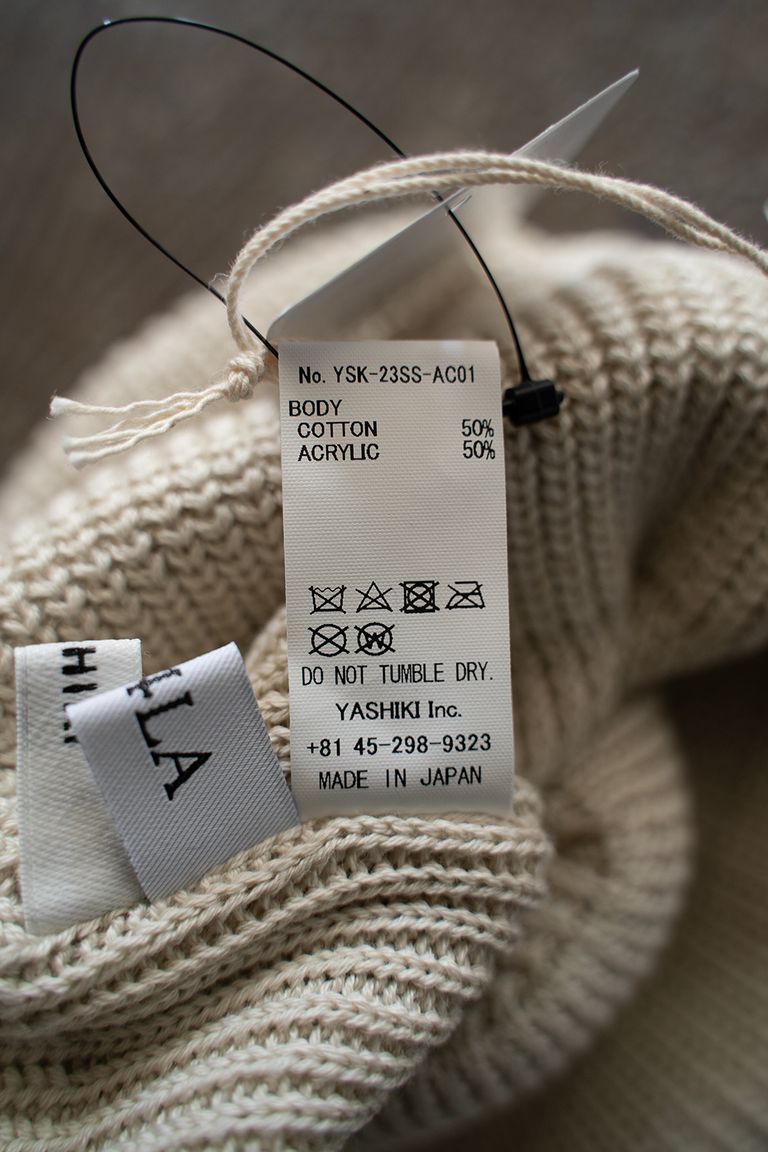 No. YSK-23SS-AC01
BODY
COTTON 50%
ACRYLIC 50%
DO NOT TUMBLE DRY.
YASHIKI Inc.
+81 45-298-9323
MADE IN JAPAN
LA